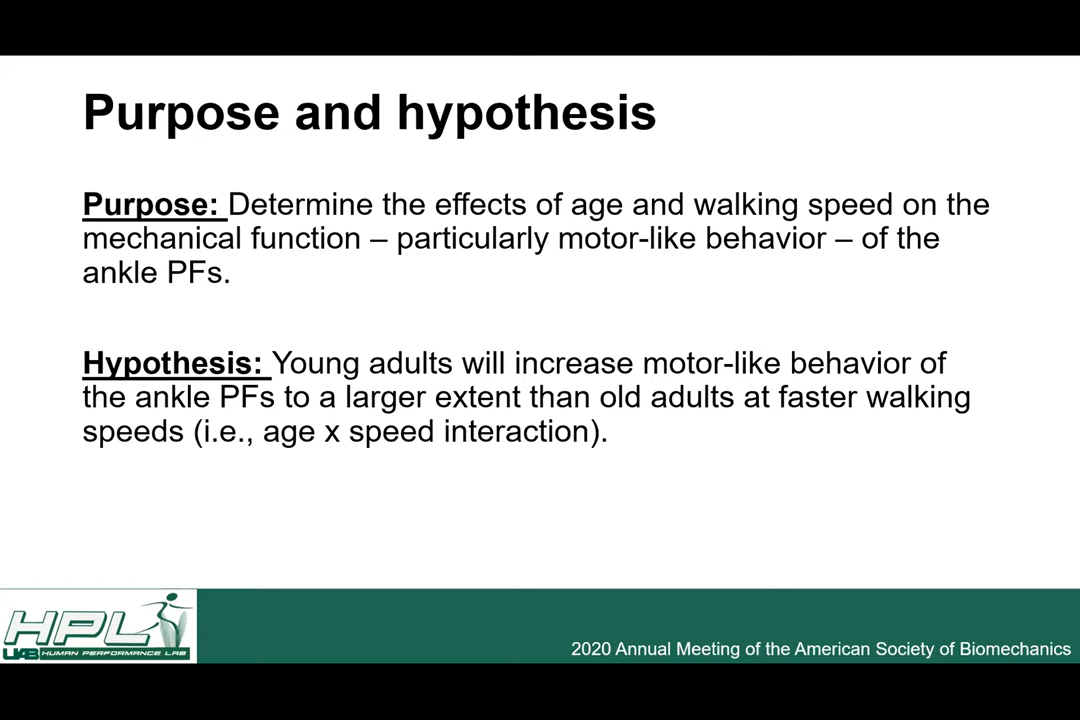 Purpose and hypothesis
Purpose: Determine the effects of age and walking speed on the
mechanical function – particularly motor-like behavior – of the
ankle PFs.
Hypothesis: Young adults will increase motor-like behavior of
the ankle PFs to a larger extent than old adults at faster walking
speeds (i.e., age x speed interaction).
HPL
UAB HUMAN PERFORMANCE LAB
2020 Annual Meeting of the American Society of Biomechanics